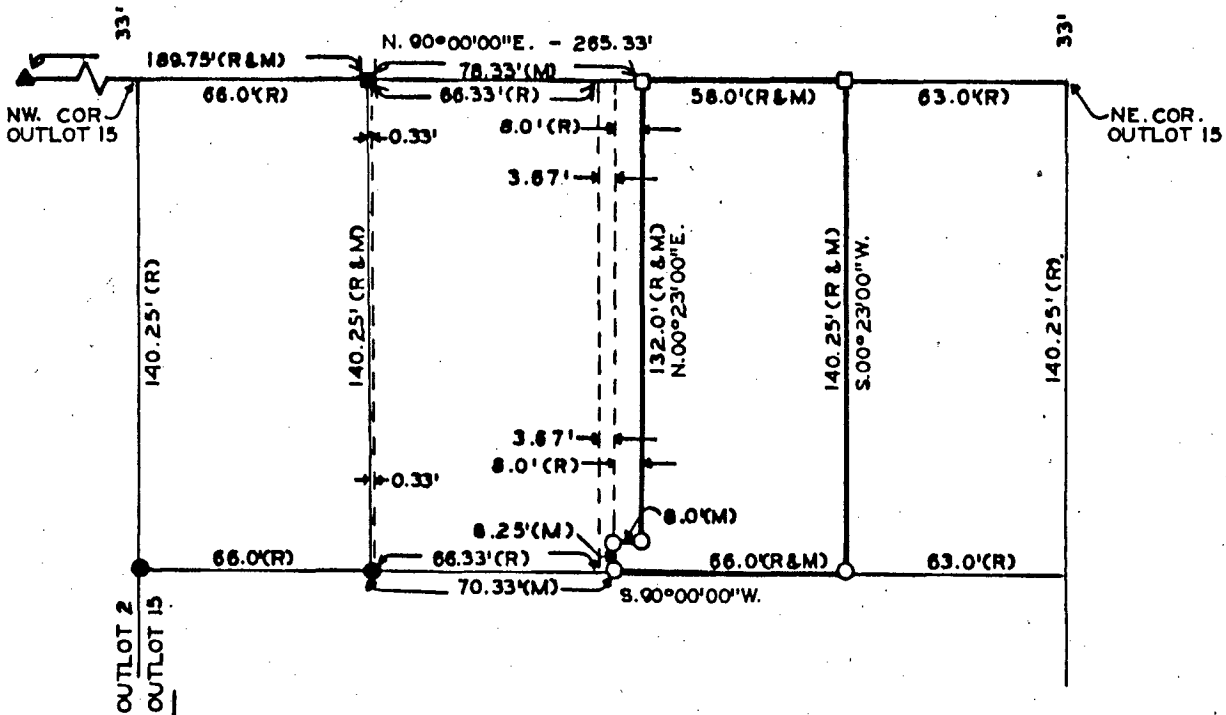 33'
33'
N. 90°00'00"E. - 265.33'
189.75'(R&M)
78.33'(M)
66.0'(R)
66.33'(R)
58.0'(R&M)
63.0'(R)
NW. COR
OUTLOT 15
NE. COR.
OUTLOT 15
8.0'(R)
0.33'
3.67'
140.25'(R)
140.25'(R&M)
132.0'(R&M)
N.00°23'00"E.
140.25'(R&M)
S.00°23'00"W.
140.25'(R).
3.67'
8.0'(R)
0.33'
8.25'(M)
8.0'(M)
66.0'(R)
66.33'(R)
66.0'(R&M)
63.0'(R)
70.33'(M)
S.90°00'00"W.
OUTLOT 2
OUTLOT 15